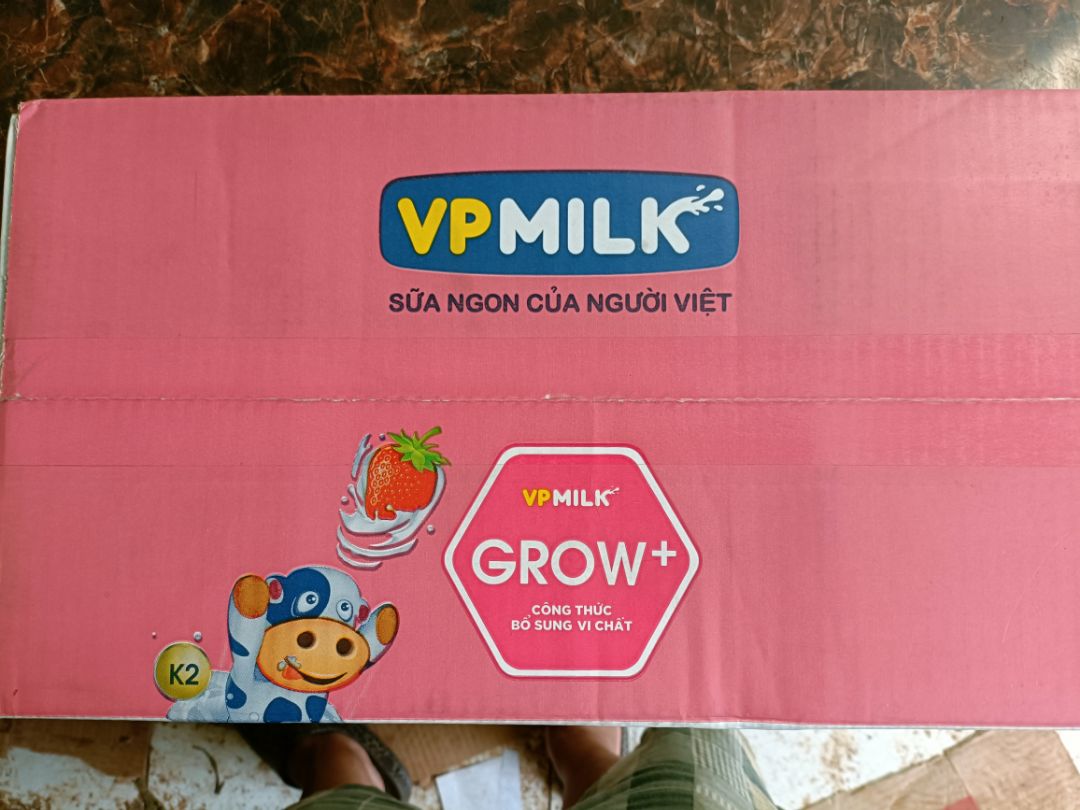 VPMILK
SỮA NGON CỦA NGƯỜI VIỆT
VPMILK
GROW+
CÔNG THỨC
BỔ SUNG VI CHẤT
K2